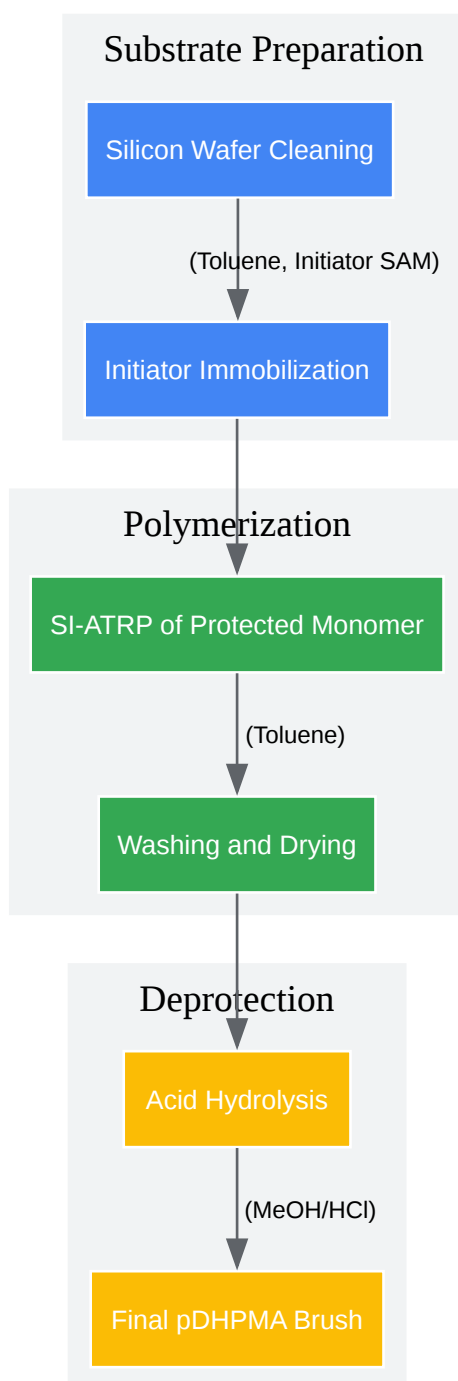 Substrate Preparation
Silicon Wafer Cleaning
(Toluene, Initiator SAM)
Initiator Immobilization
Polymerization
SI-ATRP of Protected Monomer
(Toluene)
Washing and Drying
Deprotection
Acid Hydrolysis
(MeOH/HCl)
Final pDHPMA Brush